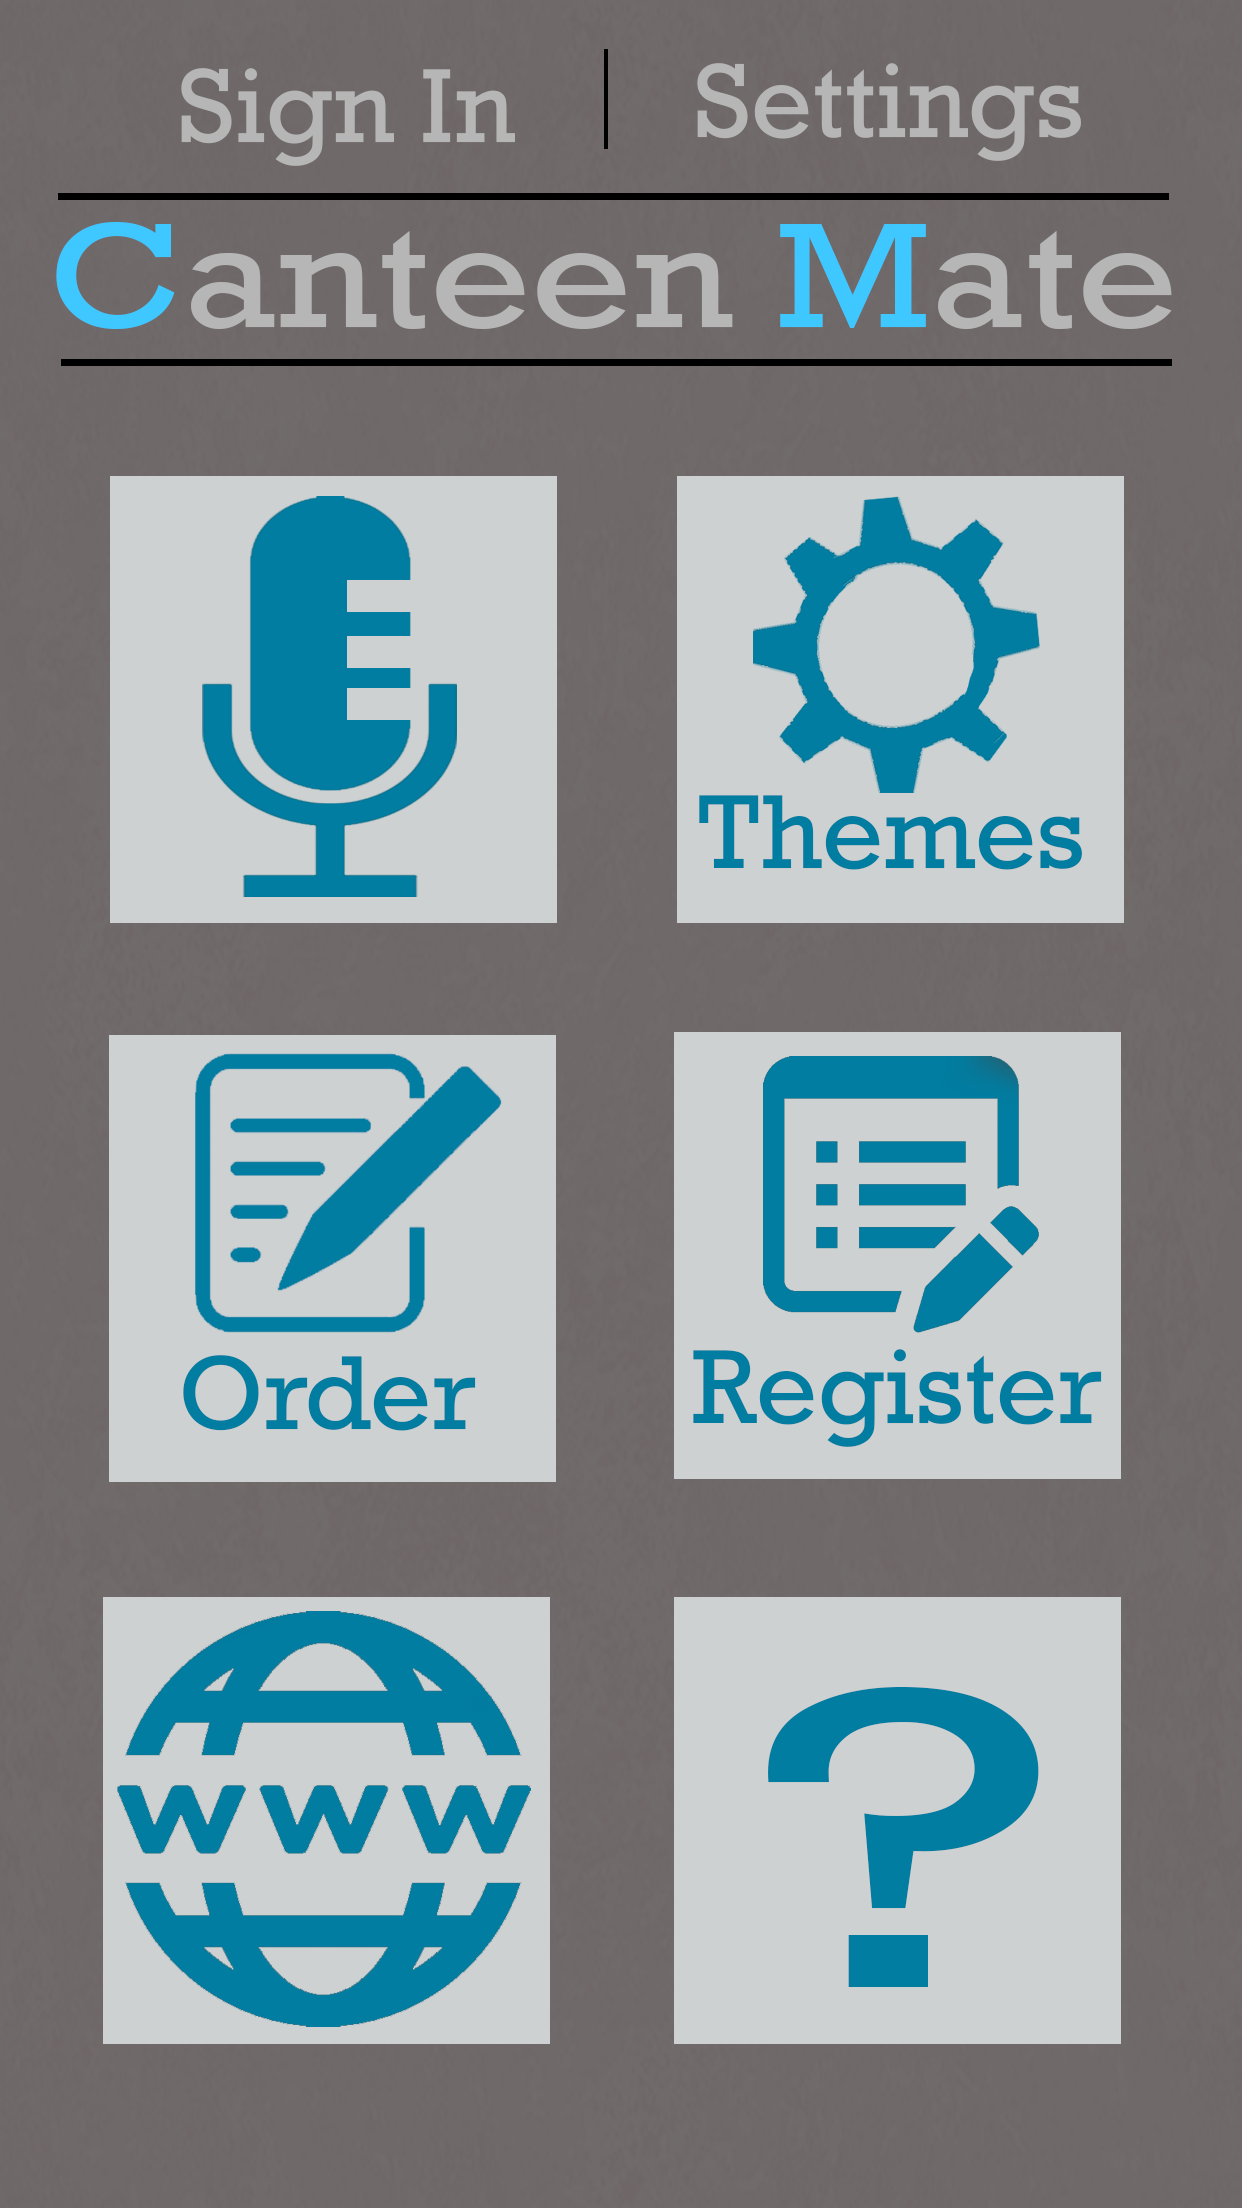 Sign In
Settings
Canteen Mate
Themes
Order
Register
www
?